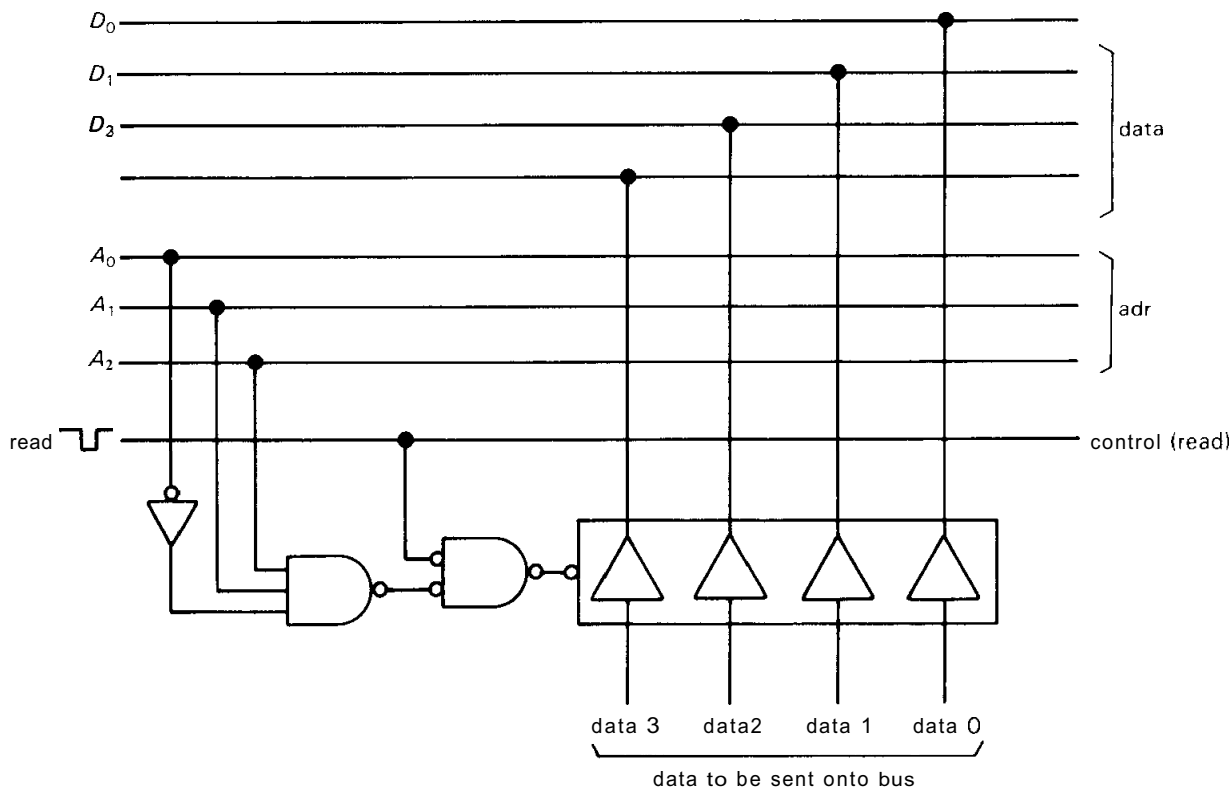 D0
D1
D3
data
A0
A1
adr
A2
read
control (read)
data 3
data2
data 1
data 0
data to be sent onto bus